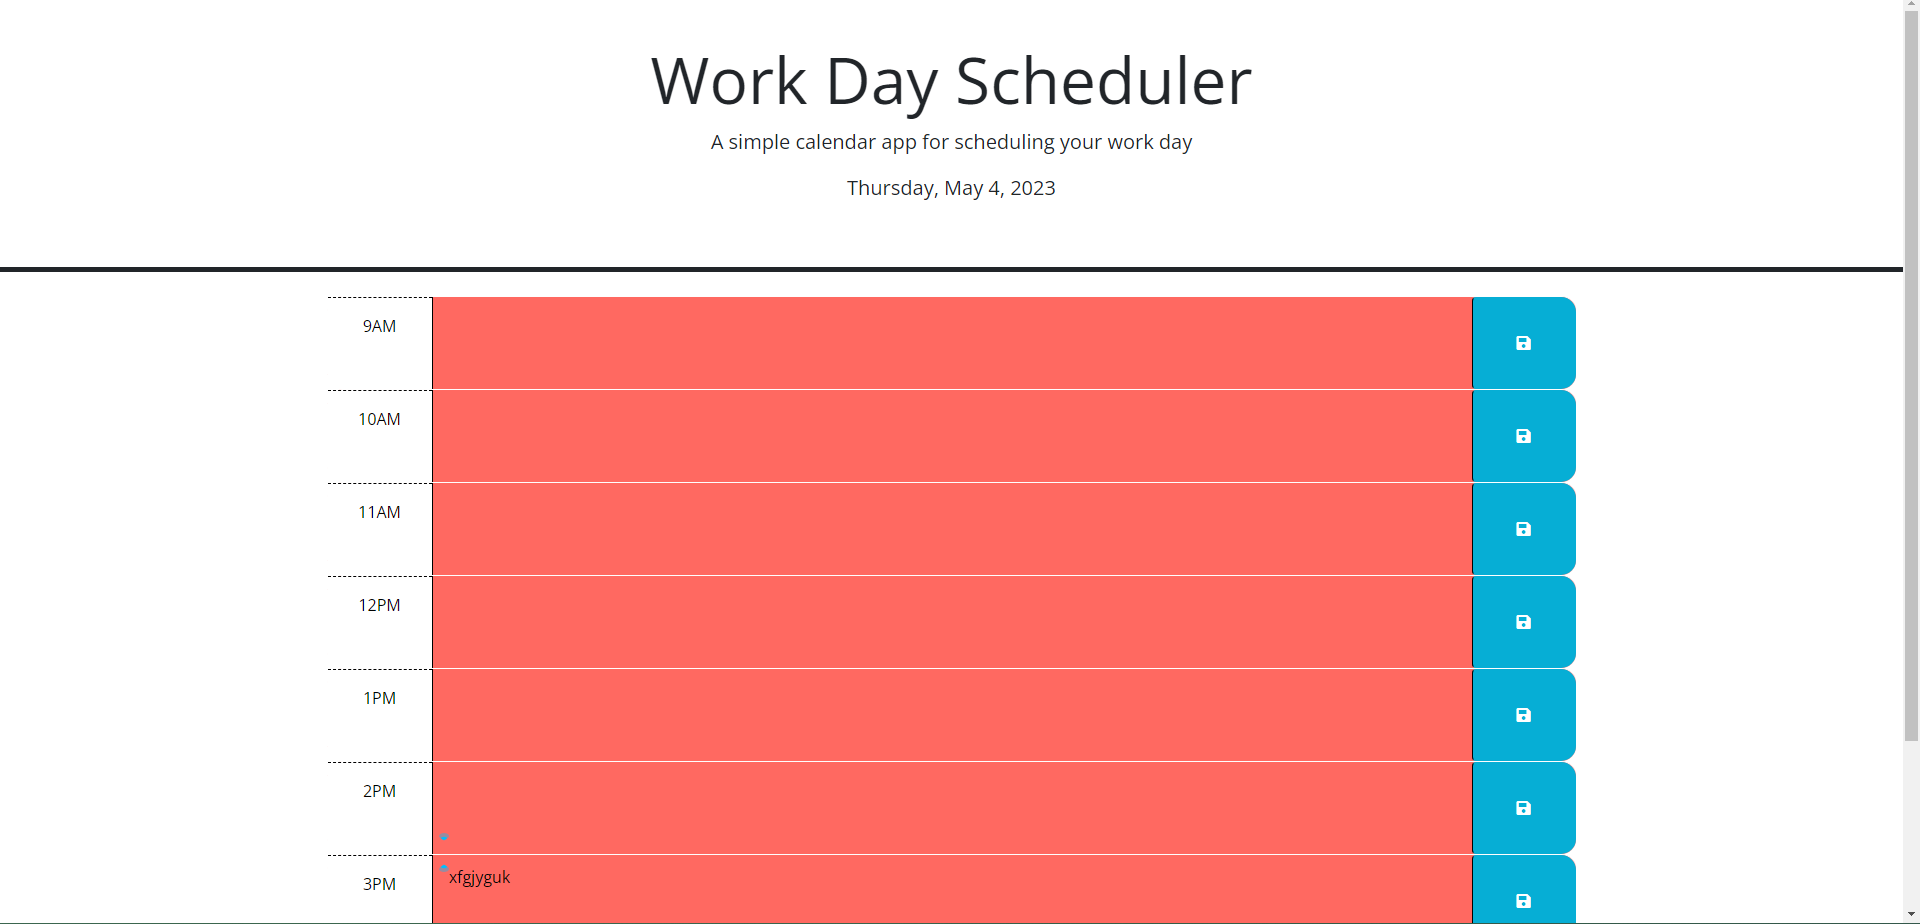 Work Day Scheduler
A simple calendar app for scheduling your work day
Thursday, May 4, 2023
9AM
10AM
11AM
12PM
1PM
2PM
3PM
xfgjyguk